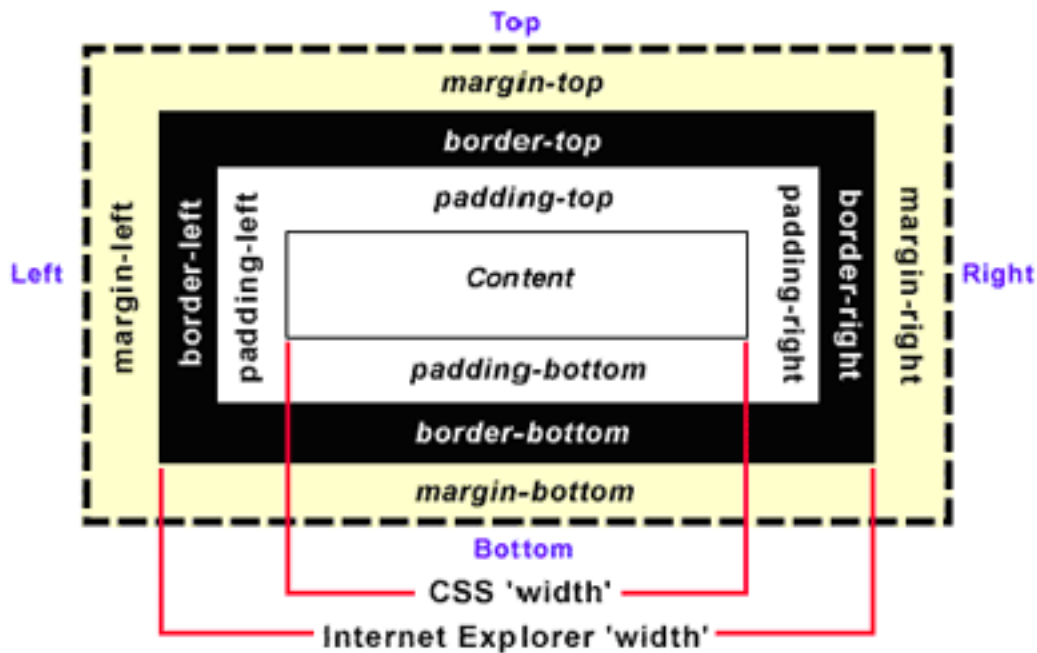 Top
margin-top
border-top
padding-top
Left
margin-left
border-left
padding-left
Content
padding-right
border-right
margin-right
Right
padding-bottom
border-bottom
margin-bottom
Bottom
CSS 'width'
Internet Explorer 'width'